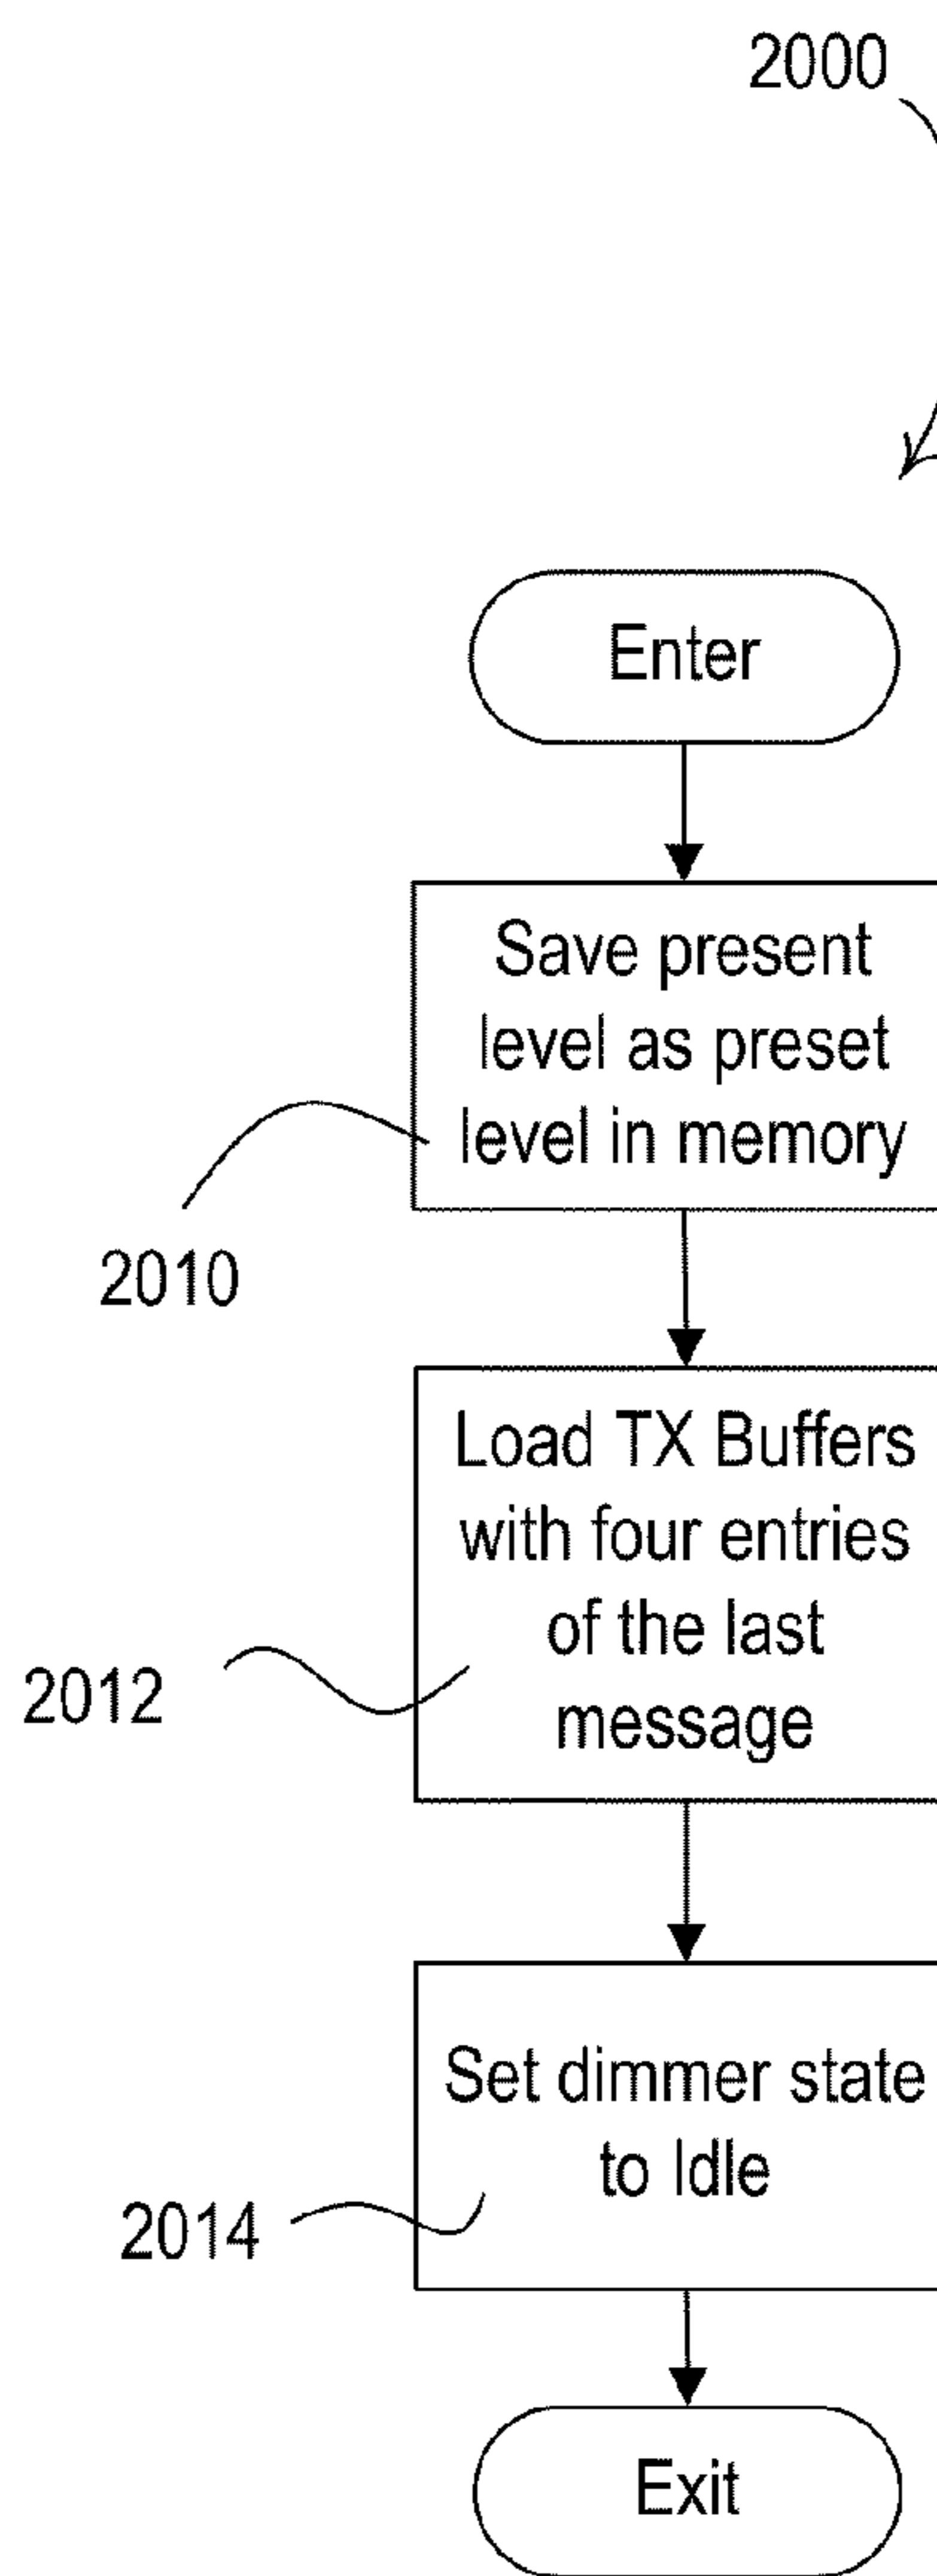 2000
Enter
Save present
level as preset
level in memory
2010
Load TX Buffers
with four entries
of the last
message
2012
Set dimmer state
to Idle
2014
Exit